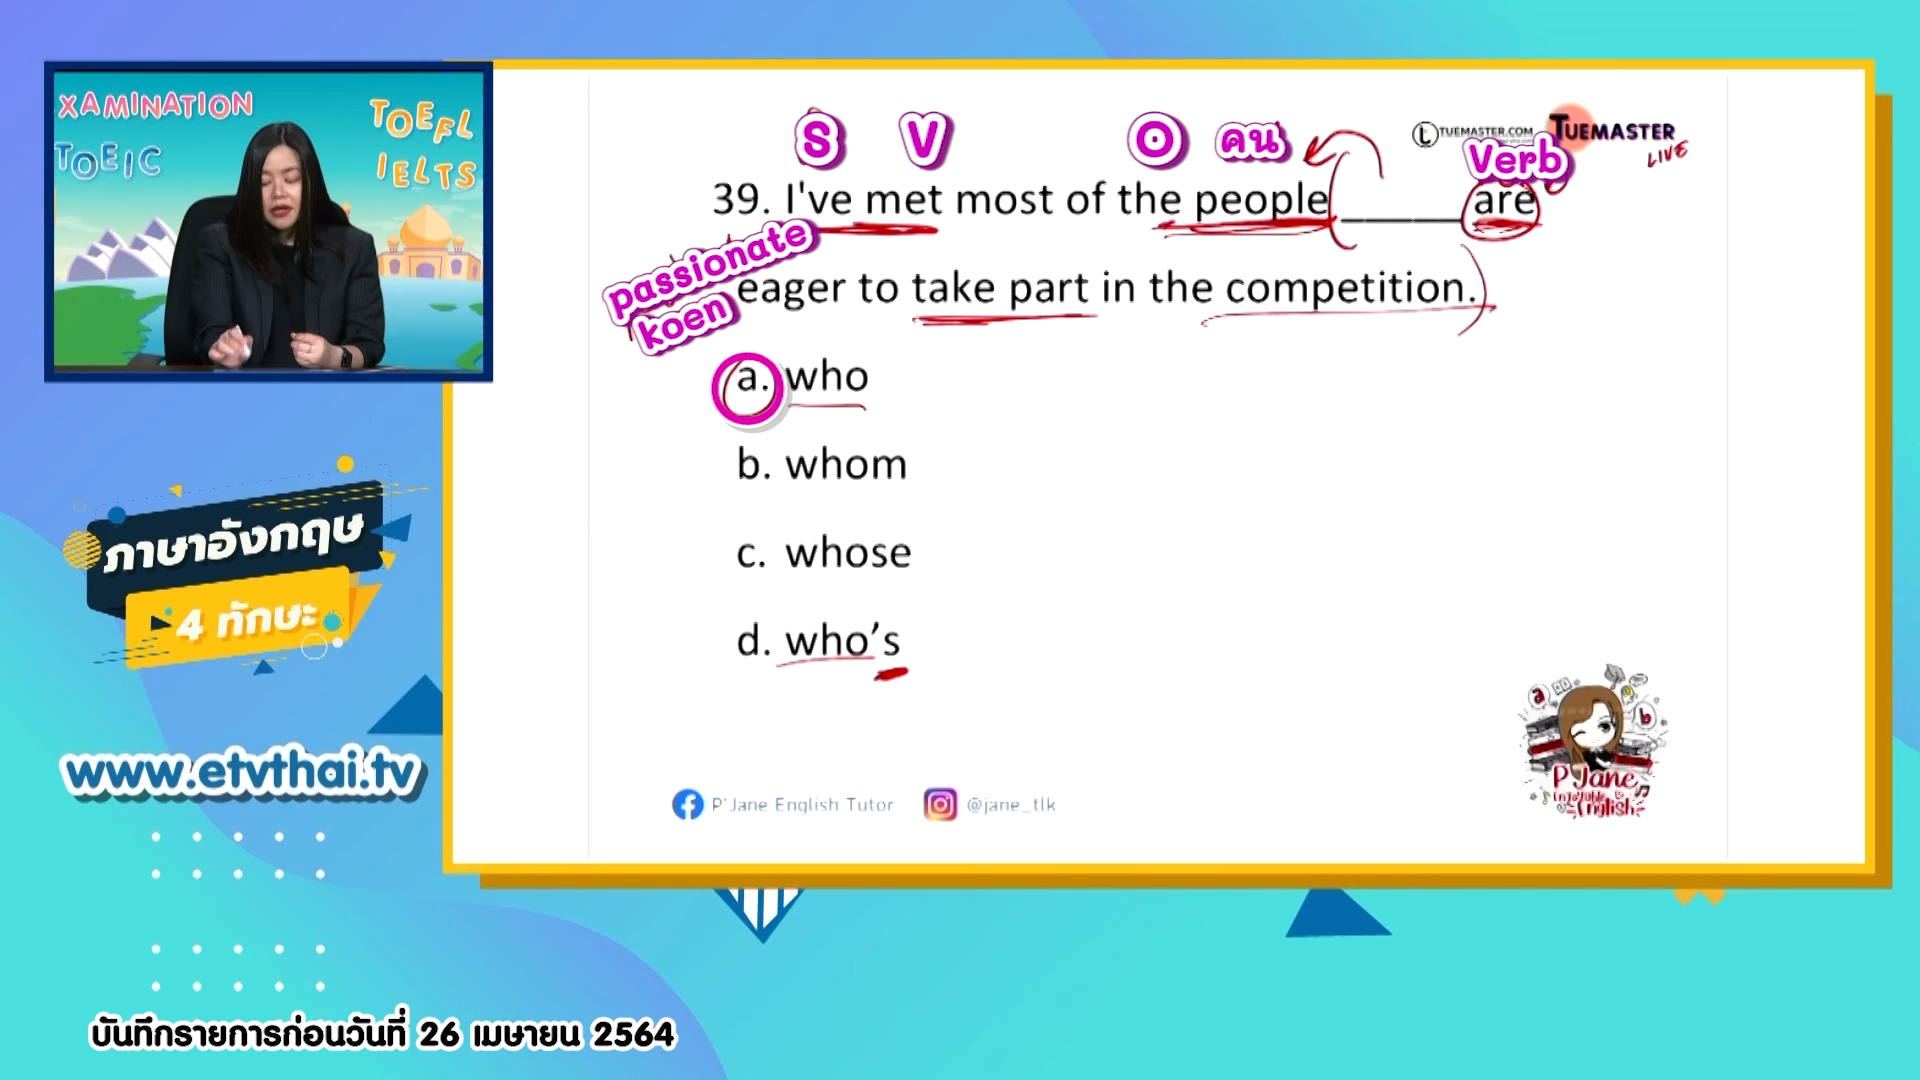 XAMINATION
TOEIC
TOEFL
IELTS
S V O คน Verb
TUEMASTER.COM
TUEMASTER
LIVE
39. I've met most of the people _____ are
passionate
koen
eager to take part in the competition.
a. who
b. whom
c. whose
d. who’s
ภาษาอังกฤษ
4 ทักษะ
www.etvthai.tv
a
b
P'Jane
English
P'Jane English Tutor @jane_tlk
บันทึกรายการก่อนวันที่ 26 เมษายน 2564